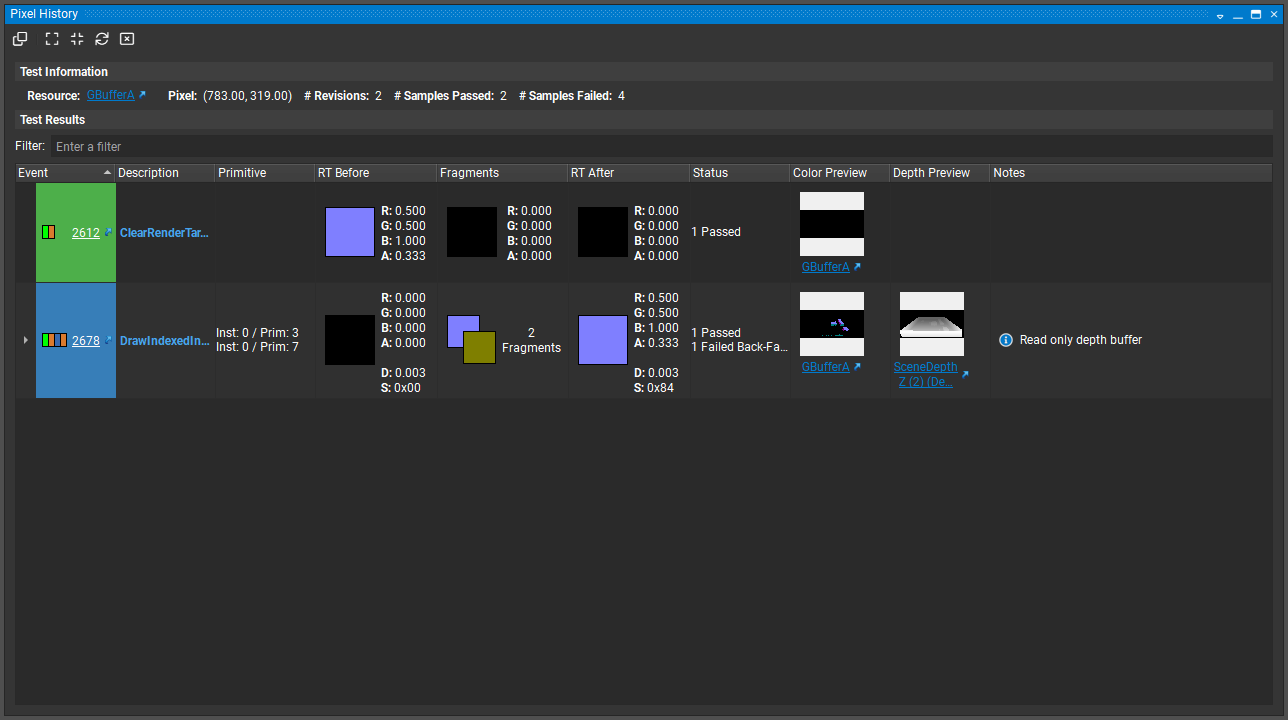 Pixel History
Test Information
Resource: GBufferA Pixel: (783.00, 319.00) # Revisions: 2 # Samples Passed: 2 # Samples Failed: 4
Test Results
Filter: Enter a filter
Event Description Primitive RT Before Fragments RT After Status Color Preview Depth Preview Notes
2612 ClearRenderTar...
R: 0.500
G: 0.500
B: 1.000
A: 0.333
R: 0.000
G: 0.000
B: 0.000
A: 0.000
R: 0.000
G: 0.000
B: 0.000
A: 0.000
1 Passed
GBufferA
2678 DrawIndexedIn...
Inst: 0 / Prim: 3
Inst: 0 / Prim: 7
R: 0.000
G: 0.000
B: 0.000
A: 0.000
D: 0.003
S: 0x00
2
Fragments
R: 0.500
G: 0.500
B: 1.000
A: 0.333
D: 0.003
S: 0x84
1 Passed
1 Failed Back-Fa...
GBufferA
SceneDepth
Z (2) (De...
Read only depth buffer